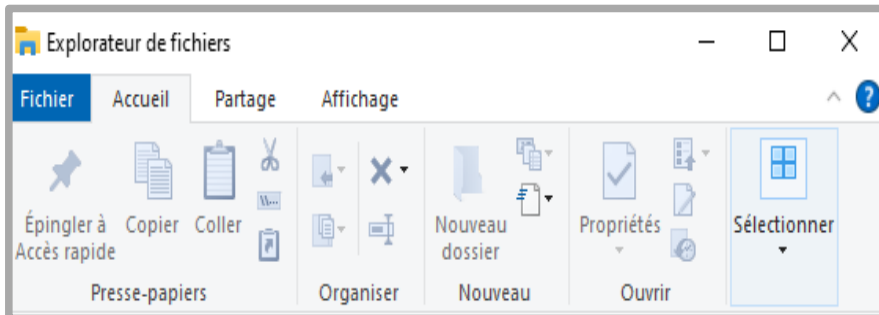 Explorateur de fichiers
Fichier Accueil Partage Affichage
Épingler à Accès rapide Copier Coller Nouveau dossier Propriétés Sélectionner
Presse-papiers Organiser Nouveau Ouvrir